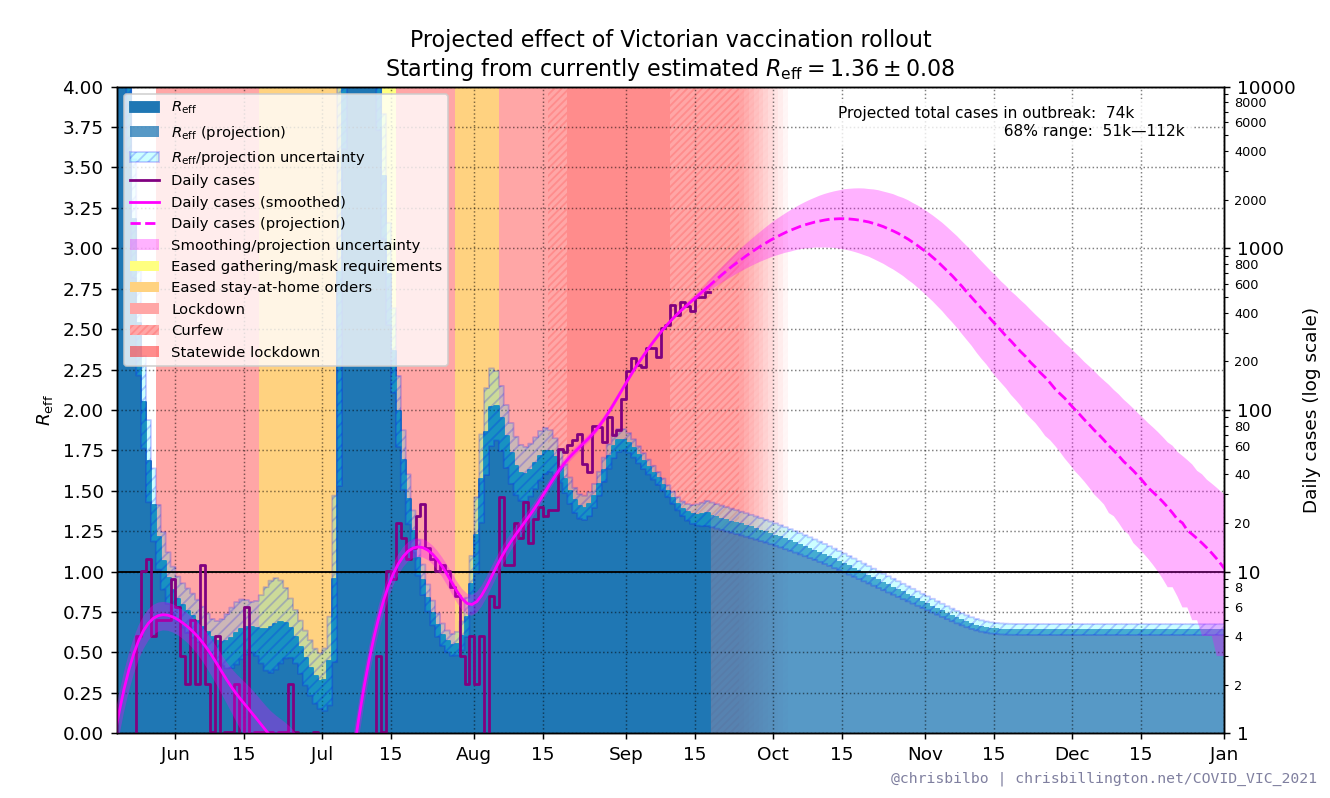 Projected effect of Victorian vaccination rollout
Starting from currently estimated Reff = 1.36 ± 0.08
Projected total cases in outbreak: 74k
68% range: 51k—112k
Reff
Reff (projection)
Reff/projection uncertainty
Daily cases
Daily cases (smoothed)
Daily cases (projection)
Smoothing/projection uncertainty
Eased gathering/mask requirements
Eased stay-at-home orders
Lockdown
Curfew
Statewide lockdown
Reff
4.00
3.75
3.50
3.25
3.00
2.75
2.50
2.25
2.00
1.75
1.50
1.25
1.00
0.75
0.50
0.25
0.00
10000
8000
6000
4000
2000
1000
800
600
400
200
100
80
60
40
20
10
8
6
4
2
1
Daily cases (log scale)
Jun 15 Jul 15 Aug 15 Sep 15 Oct 15 Nov 15 Dec 15 Jan
@chrisbilbo | chrisbillington.net/COVID_VIC_2021